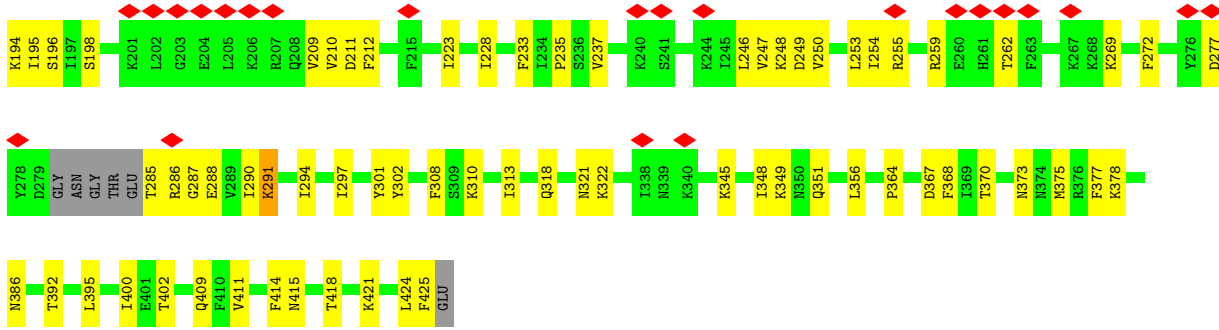 K194 I195 S196 I197 S198 K201 L202 G203 E204 L205 K206 R207 Q208 V209 V210 D211 F212 F215 I223 I228 F233 I234 P235 S236 V237 K240 S241 K244 I245 L246 V247 K248 D249 V250 L253 I254 R255 R259 E260 H261 T262 F263 K267 K268 K269 F272 Y276 D277
Y278 D279 GLY ASN GLY THR GLU T285 R286 G287 E288 V289 I290 K291 I294 I297 Y301 Y302 F308 S309 K310 I313 Q318 N321 K322 I338 N339 K340 K345 I348 K349 N350 Q351 L356 P364 D367 F368 I369 T370 N373 N374 M375 R376 F377 K378
N386 T392 L395 I400 E401 T402 Q409 F410 V411 F414 N415 T418 K421 L424 F425 GLU